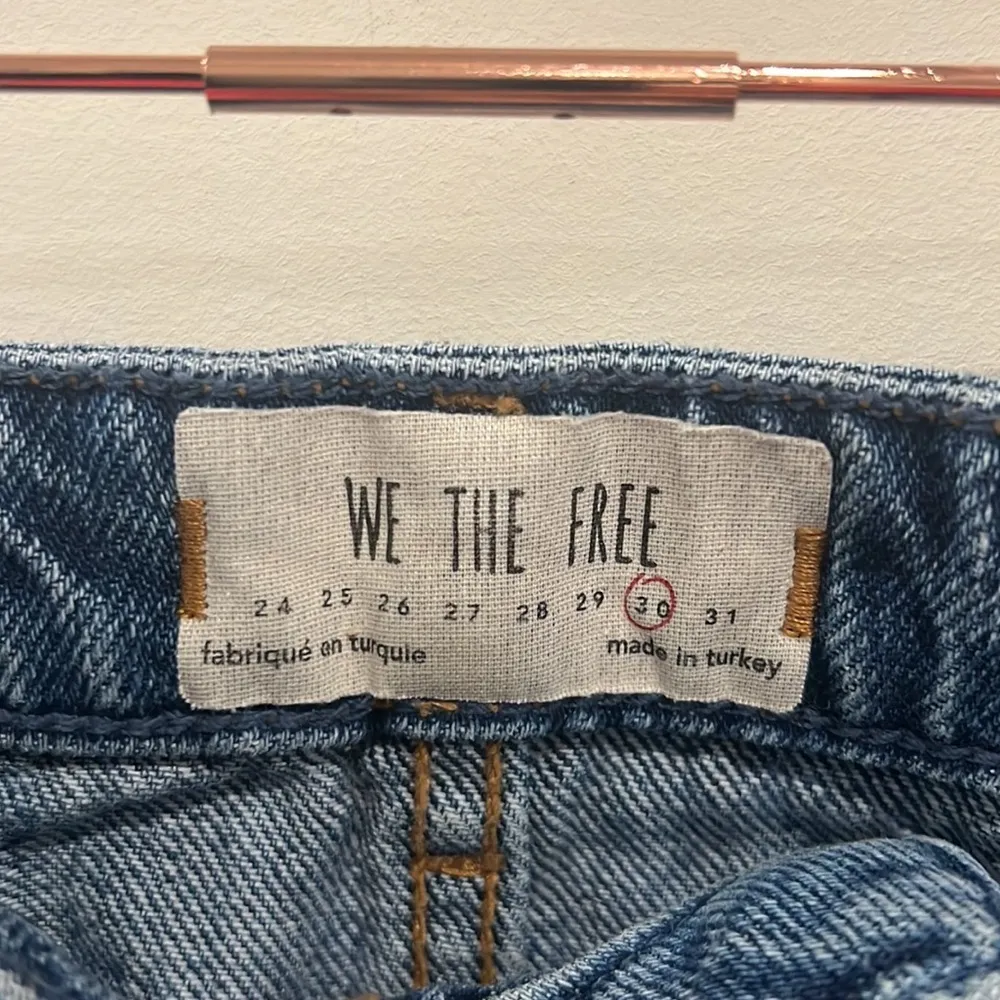 WE THE FREE
24 25 26 27 28 29 30 31
fabriqué en turquie made in turkey